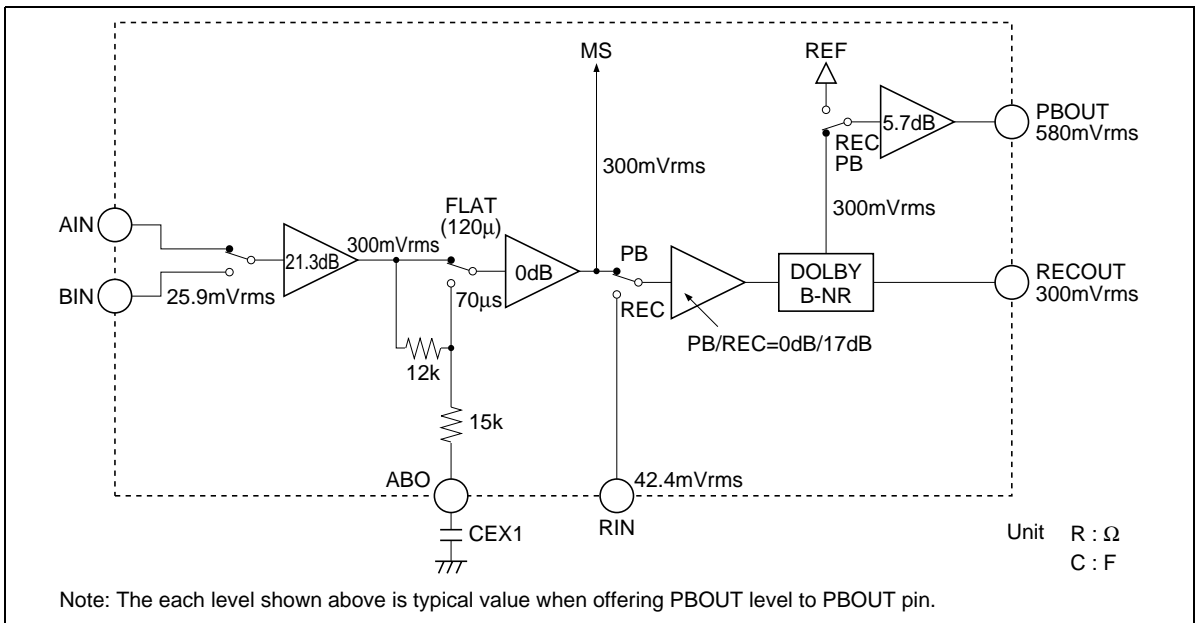 MS
REF
5.7dB
PBOUT
580mVrms
REC
PB
300mVrms
300mVrms
AIN
FLAT
(120μ)
300mVrms
PB
21.3dB
0dB
DOLBY
B-NR
RECOUT
300mVrms
BIN
25.9mVrms
70μs
REC
PB/REC=0dB/17dB
12k
15k
ABO
42.4mVrms
CEX1
RIN
Unit R : Ω
C : F
Note: The each level shown above is typical value when offering PBOUT level to PBOUT pin.